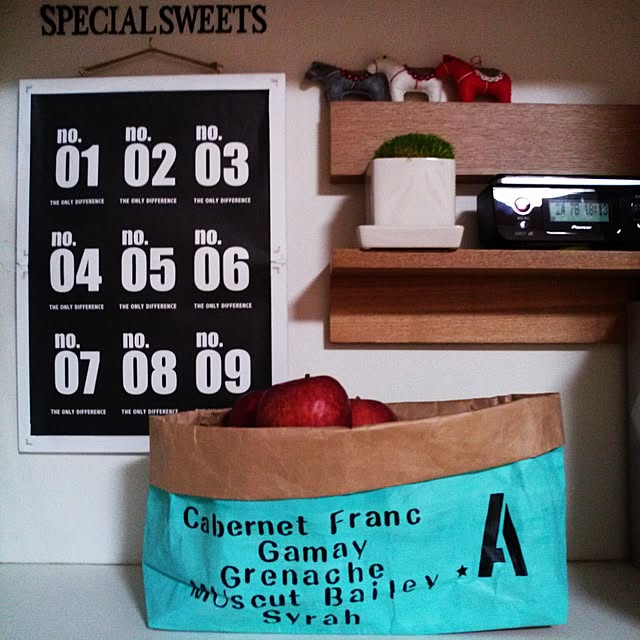 SPECIAL SWEETS
no. no. no.
01 02 03
THE ONLY DIFFERENCE THE ONLY DIFFERENCE THE ONLY DIFFERENCE
no. no. no.
04 05 06
THE ONLY DIFFERENCE THE ONLY DIFFERENCE THE ONLY DIFFERENCE
no. no. no.
07 08 09
THE ONLY DIFFERENCE THE ONLY DIFFERENCE
Pioneer
Cabernet Franc
Gamay
Grenache
muscut Bailey ★ A
Syrah